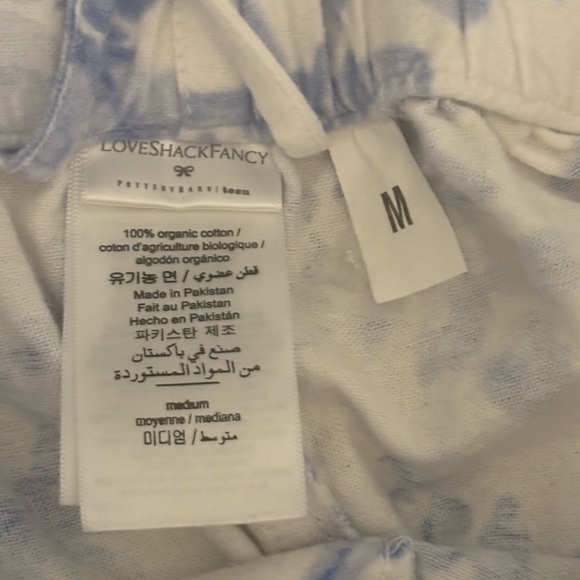 LOVESHACKFANCY
POTTERYBARN | teen
100% organic cotton /
coton d'agriculture biologique /
algodón orgánico
유기농 면 / قطن عضوي
Made in Pakistan
Fait au Pakistan
Hecho en Pakistán
파키스탄 제조
صنع في باكستان
من المواد المستوردة
medium
moyenne / mediana
미디엄 / متوسط
M